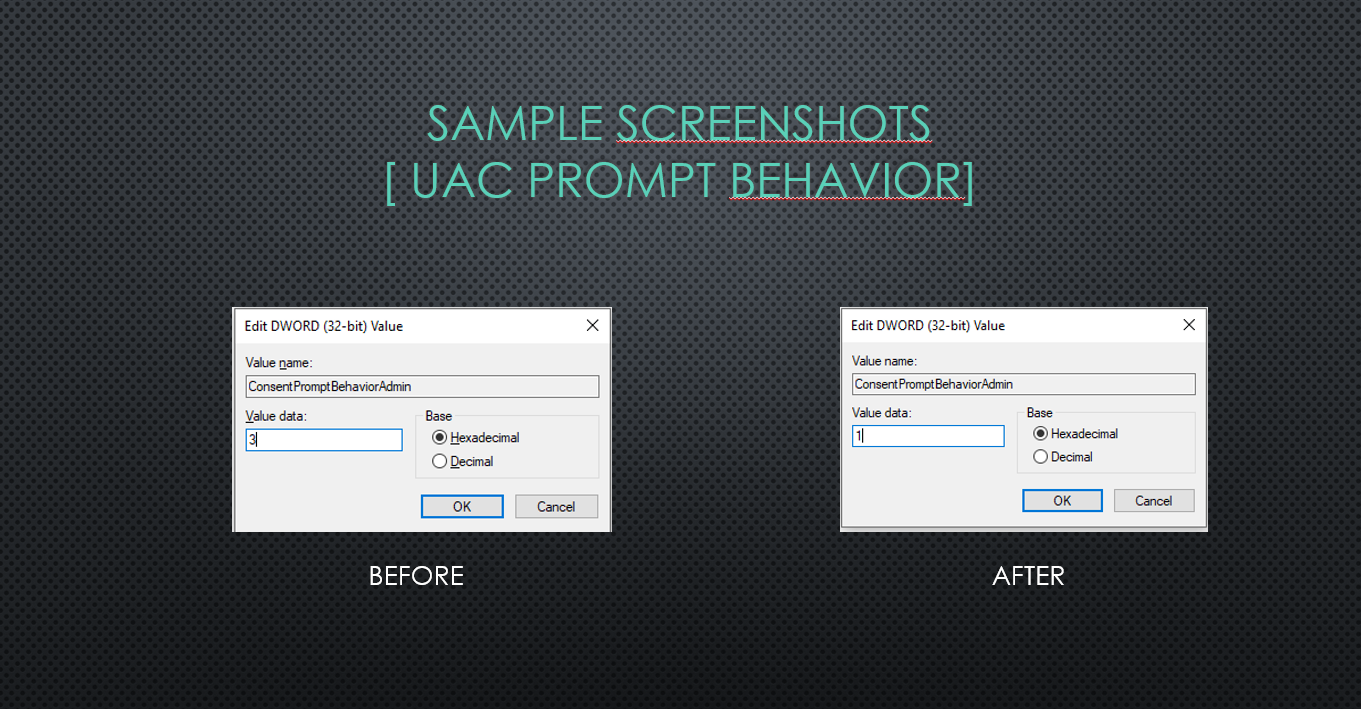 SAMPLE SCREENSHOTS
[ UAC PROMPT BEHAVIOR]
Edit DWORD (32-bit) Value
Value name:
ConsentPromptBehaviorAdmin
Value data:
Base
3
Hexadecimal
Decimal
OK
Cancel
BEFORE
Edit DWORD (32-bit) Value
Value name:
ConsentPromptBehaviorAdmin
Value data:
Base
1
Hexadecimal
Decimal
OK
Cancel
AFTER